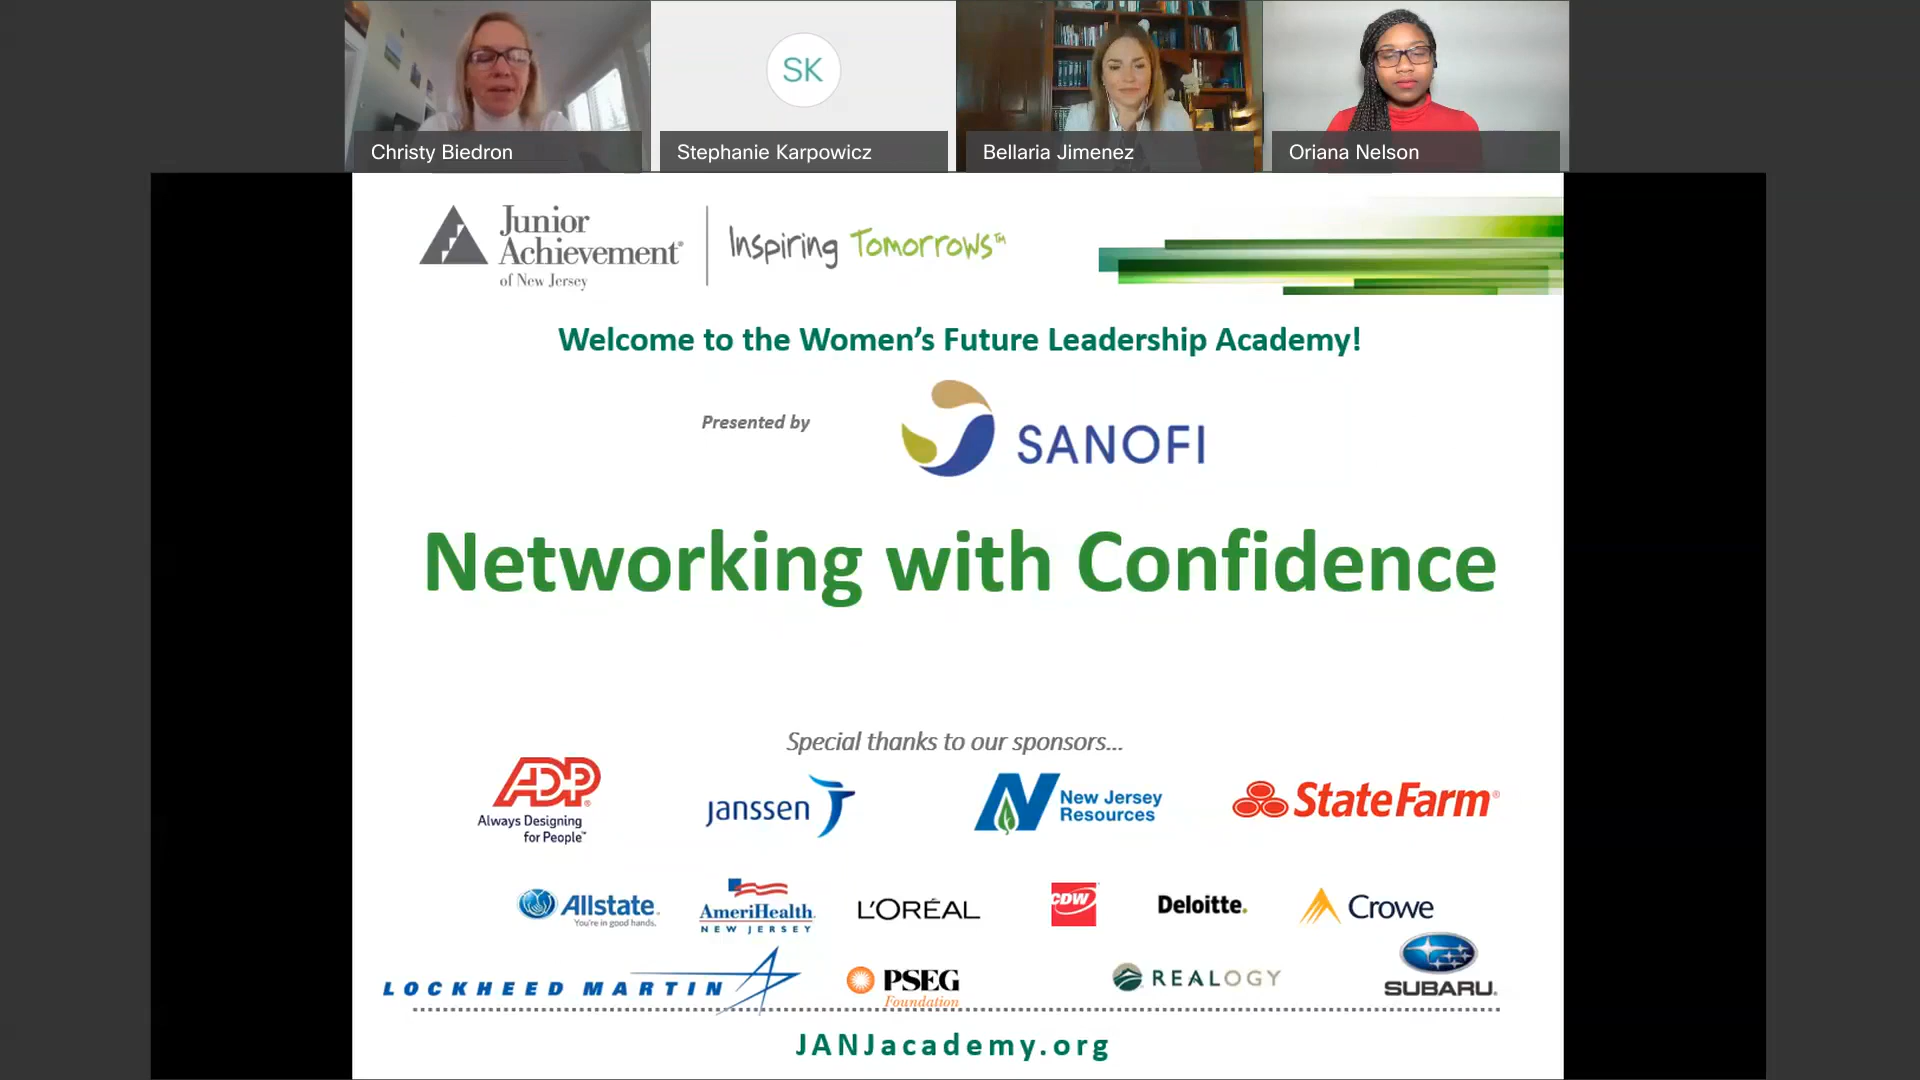 SK
Christy Biedron
Stephanie Karpowicz
Bellaria Jimenez
Oriana Nelson
Junior
Achievement®
of New Jersey
Inspiring Tomorrows™
Welcome to the Women’s Future Leadership Academy!
Presented by
SANOFI
Networking with Confidence
Special thanks to our sponsors...
ADP®
Always Designing
for People™
janssen
New Jersey
Resources
StateFarm®
Allstate
You're in good hands.
AmeriHealth
NEW JERSEY
L'ORÉAL
CDW
Deloitte.
Crowe
LOCKHEED MARTIN
PSEG
Foundation
REALOGY
SUBARU
JANJacademy.org